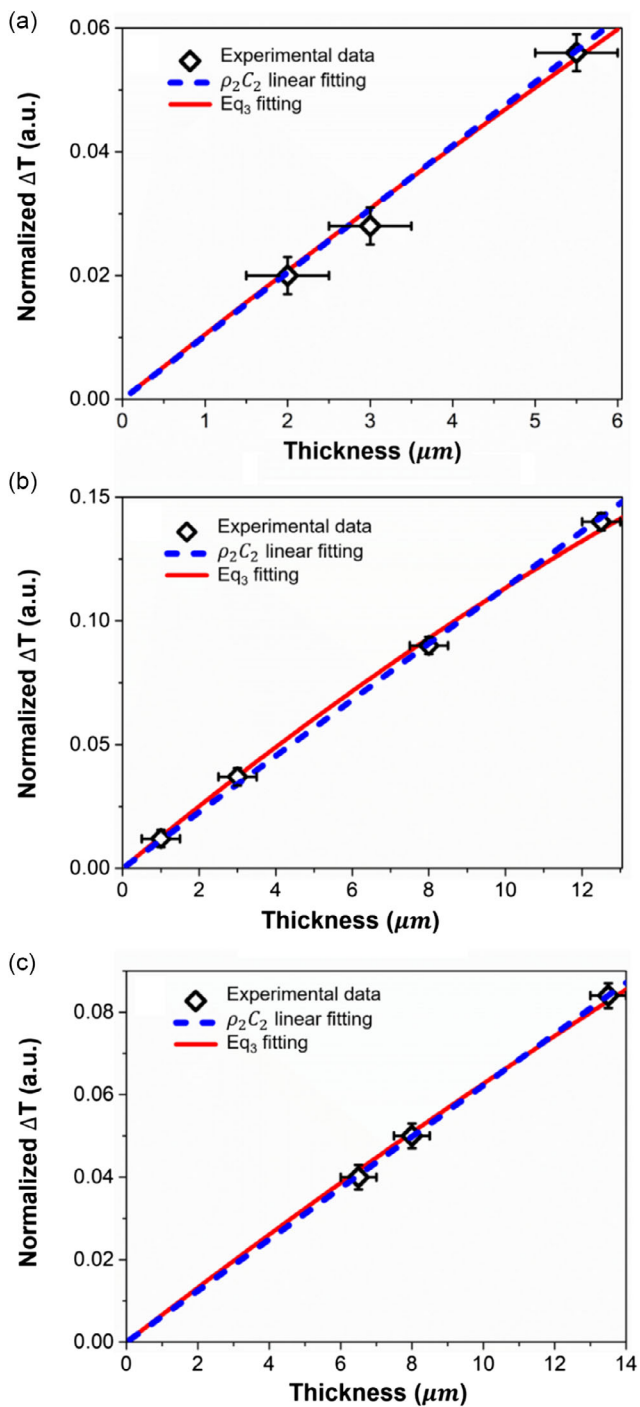 (a)
0.06
0.04
0.02
0.00
Normalized ΔT (a.u.)
Experimental data
ρ₂C₂ linear fitting
Eq₃ fitting
0 1 2 3 4 5 6
Thickness (μm)
(b)
0.15
0.10
0.05
0.00
Normalized ΔT (a.u.)
Experimental data
ρ₂C₂ linear fitting
Eq₃ fitting
0 2 4 6 8 10 12
Thickness (μm)
(c)
0.08
0.06
0.04
0.02
0.00
Normalized ΔT (a.u.)
Experimental data
ρ₂C₂ linear fitting
Eq₃ fitting
0 2 4 6 8 10 12 14
Thickness (μm)